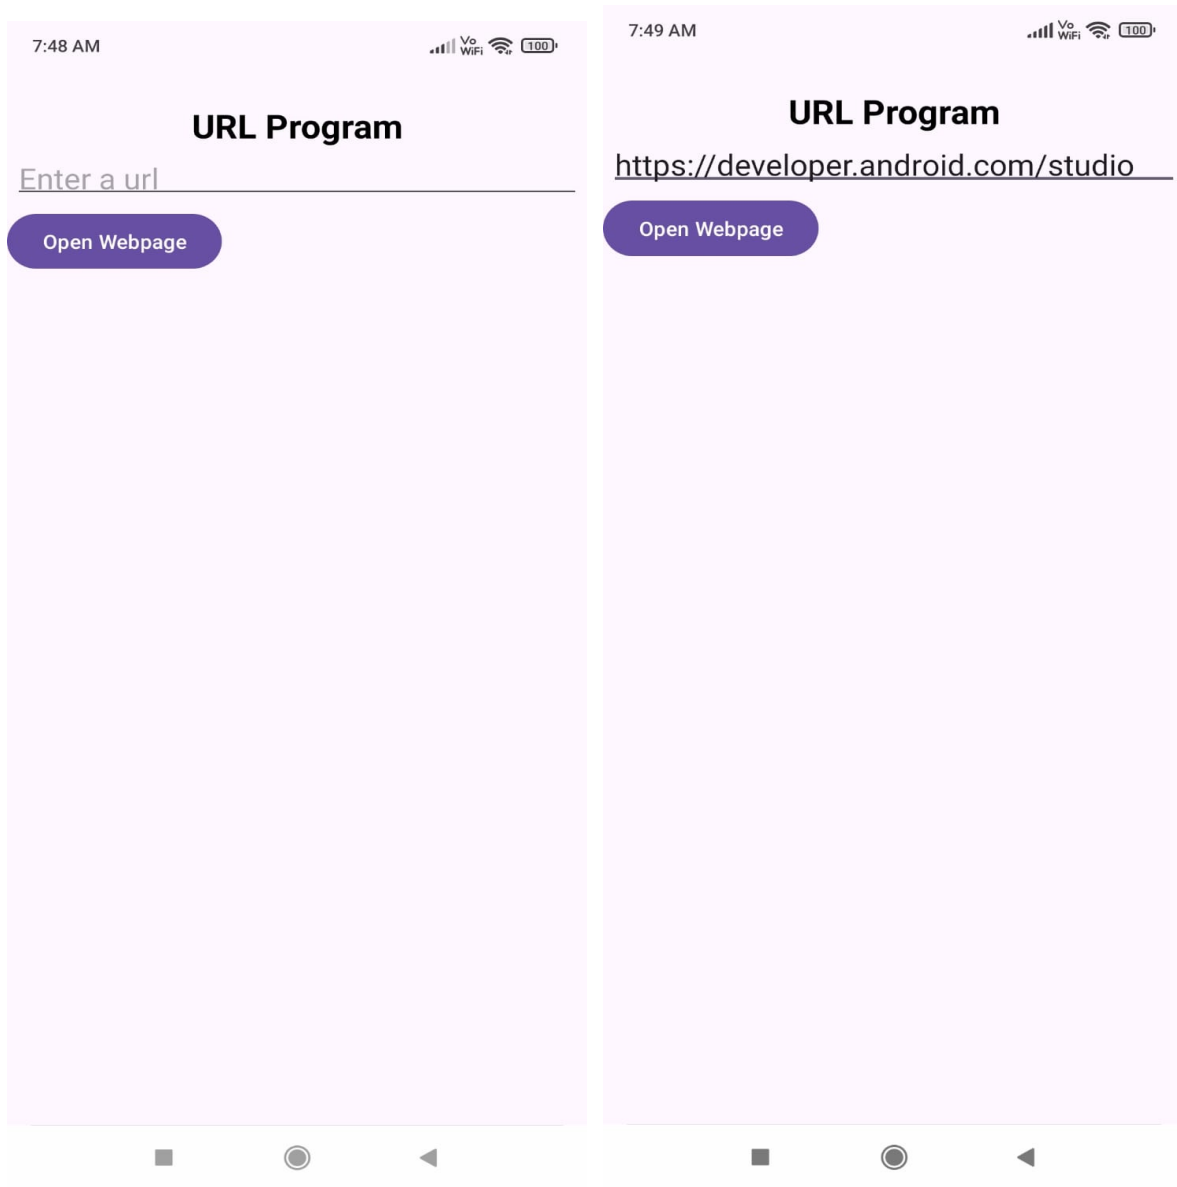 7:48 AM
Vo
WiFi
100
URL Program
Enter a url
Open Webpage
7:49 AM
Vo
WiFi
100
URL Program
https://developer.android.com/studio
Open Webpage